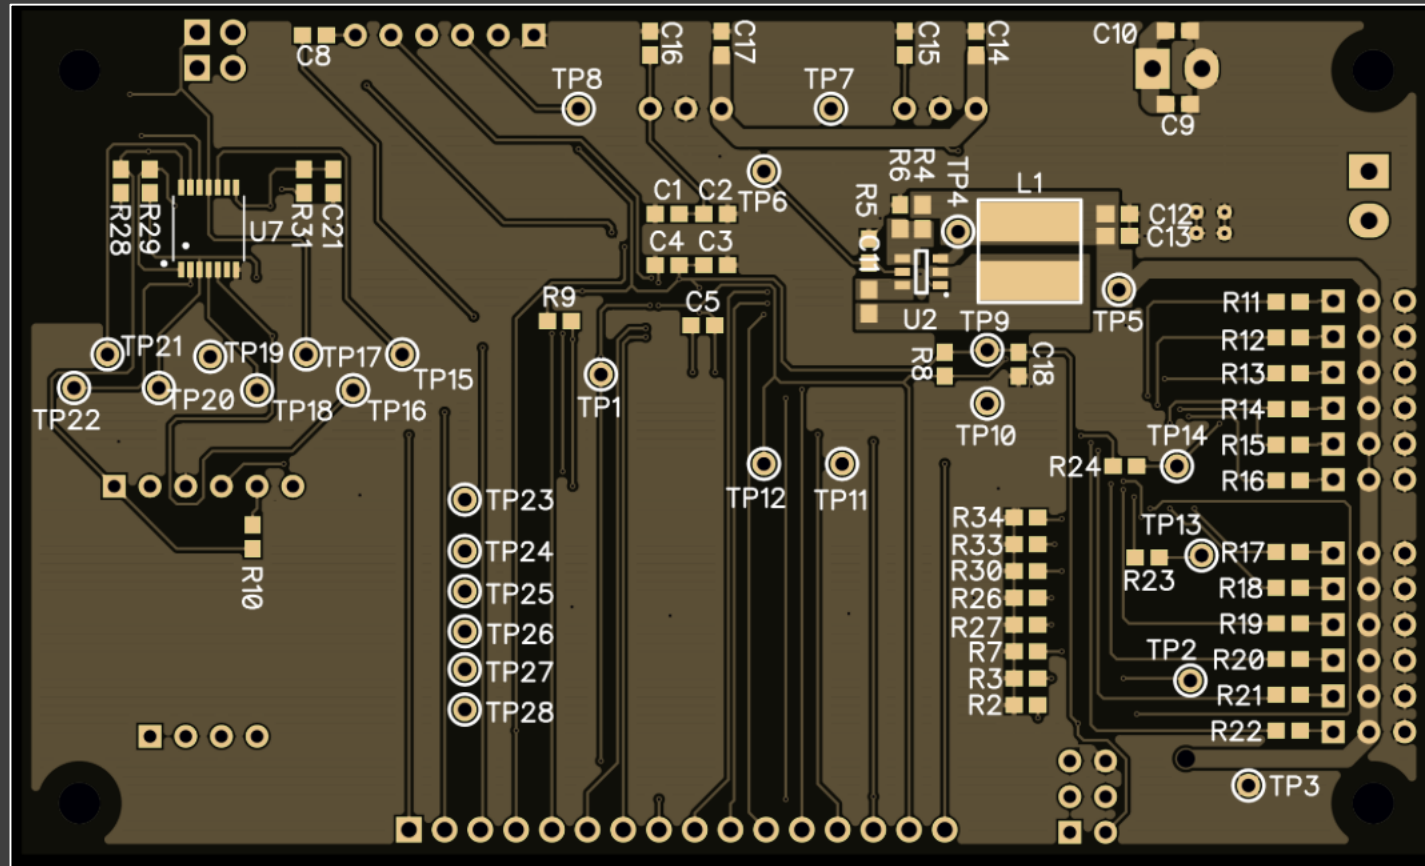 C8
C16
C17
C15
C14
C10
C9
TP8
TP7
TP6
R6
R4
TP4
L1
R5
C11
U2
C12
C13
TP5
R28
R29
U7
R31
C21
C1
C2
C4
C3
R9
C5
TP9
R8
C18
TP10
R11
R12
R13
R14
R15
R16
TP21
TP19
TP17
TP15
TP22
TP20
TP18
TP16
TP1
TP12
TP11
TP14
R24
TP13
R23
R10
TP23
TP24
TP25
TP26
TP27
TP28
R34
R33
R30
R26
R27
R7
R3
R2
R17
R18
R19
R20
R21
R22
TP2
TP3